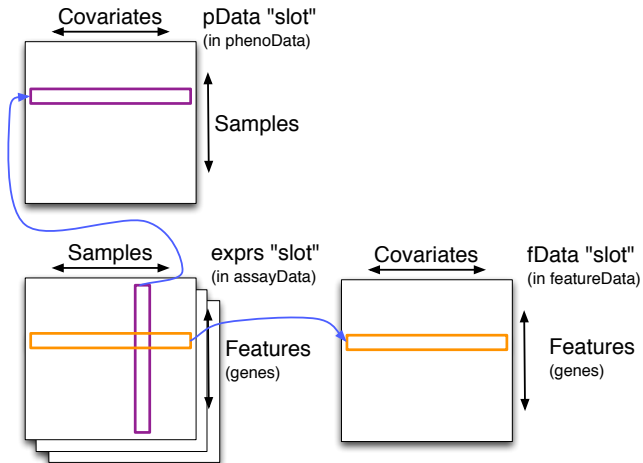 Covariates
pData "slot"
(in phenoData)
Samples
Samples
exprs "slot"
(in assayData)
Features
(genes)
Covariates
fData "slot"
(in featureData)
Features
(genes)